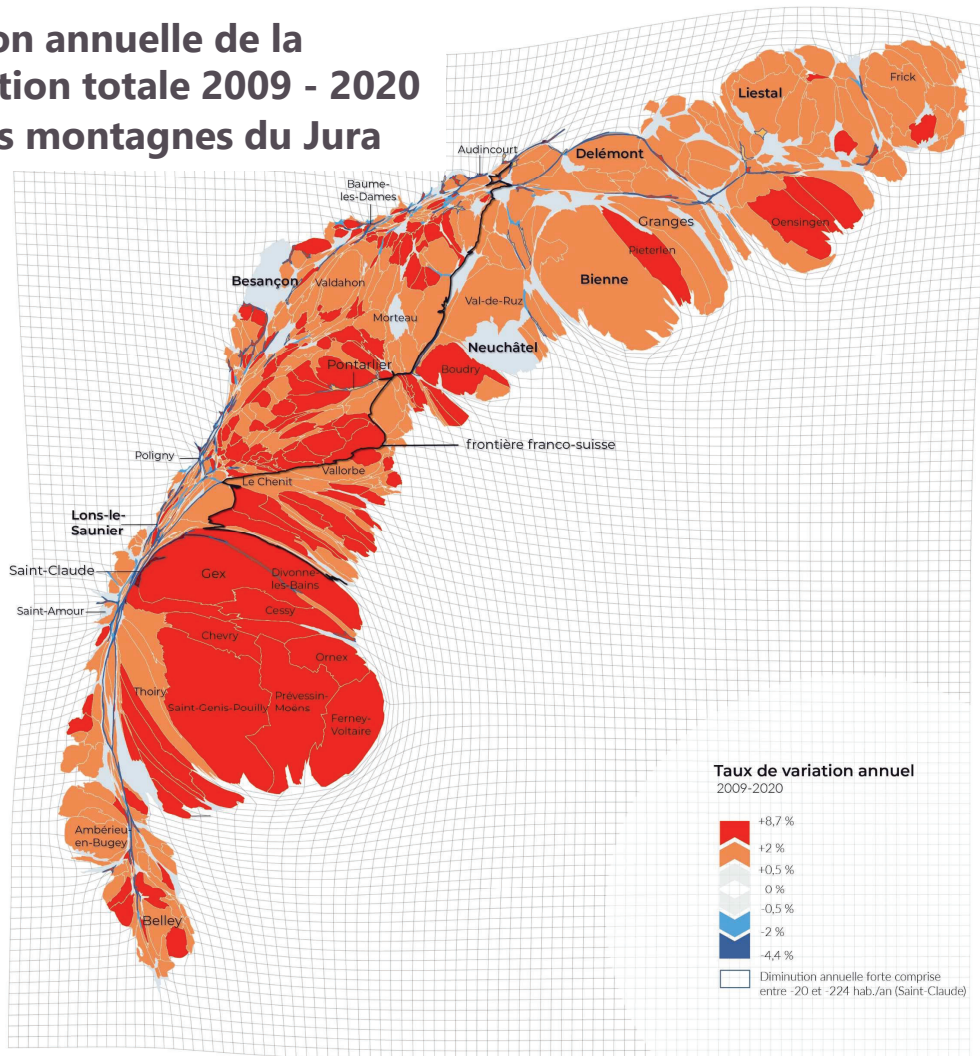 on annuelle de la
tion totale 2009 - 2020
s montagnes du Jura
Frick
Liestal
Audincourt
Delémont
Baume-
les-Dames
Granges
Oensingen
Pieterlen
Besançon
Valdahon
Bienne
Val-de-Ruz
Morteau
Neuchâtel
Pontarlier
Boudry
frontière franco-suisse
Poligny
Vallorbe
Le Chenit
Lons-le-
Saunier
Saint-Claude
Gex
Divonne-
les-Bains
Saint-Amour
Cessy
Chevry
Ornex
Thoiry
Saint-Genis-Pouilly
Prévessin-
Moëns
Ferney-
Voltaire
Ambérieu-
en-Bugey
Belley
Taux de variation annuel
2009-2020
+8,7 %
+2 %
+0,5 %
0 %
-0,5 %
-2 %
-4,4 %
Diminution annuelle forte comprise
entre -20 et -224 hab./an (Saint-Claude)